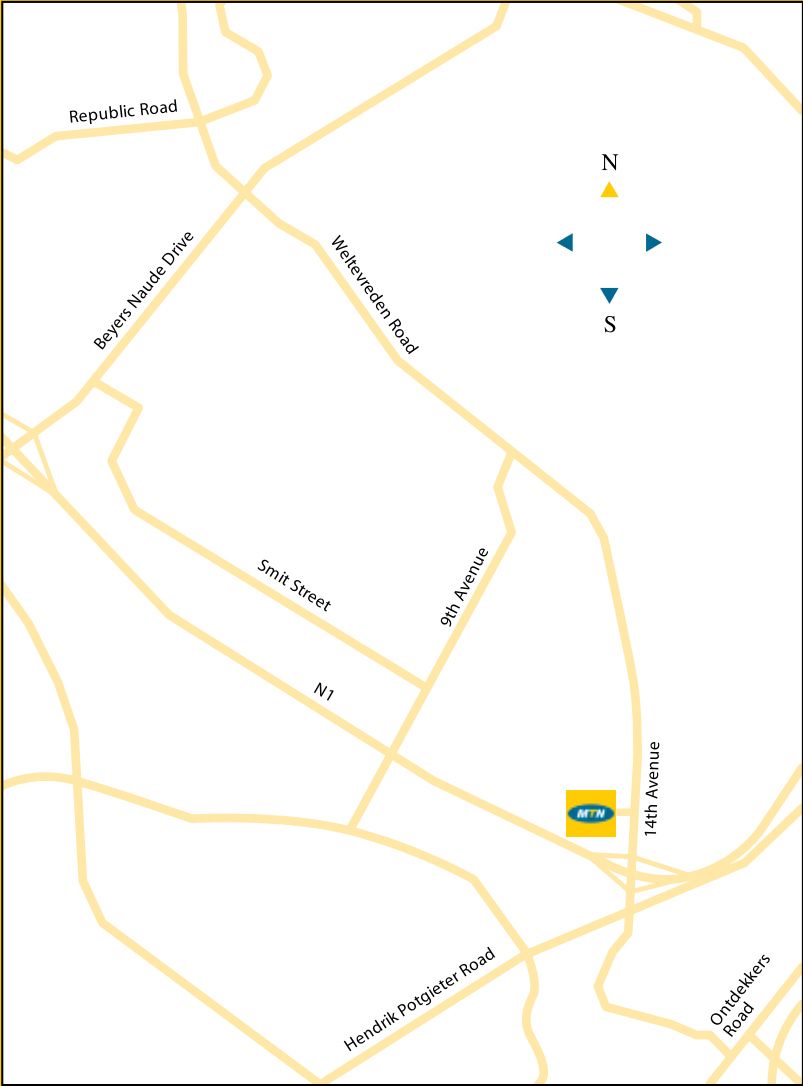 Republic Road
N
Beyers Naude Drive
Weltevreden Road
S
Smit Street
9th Avenue
N1
14th Avenue
MTN
Hendrik Potgieter Road
Ontdekkers
Road